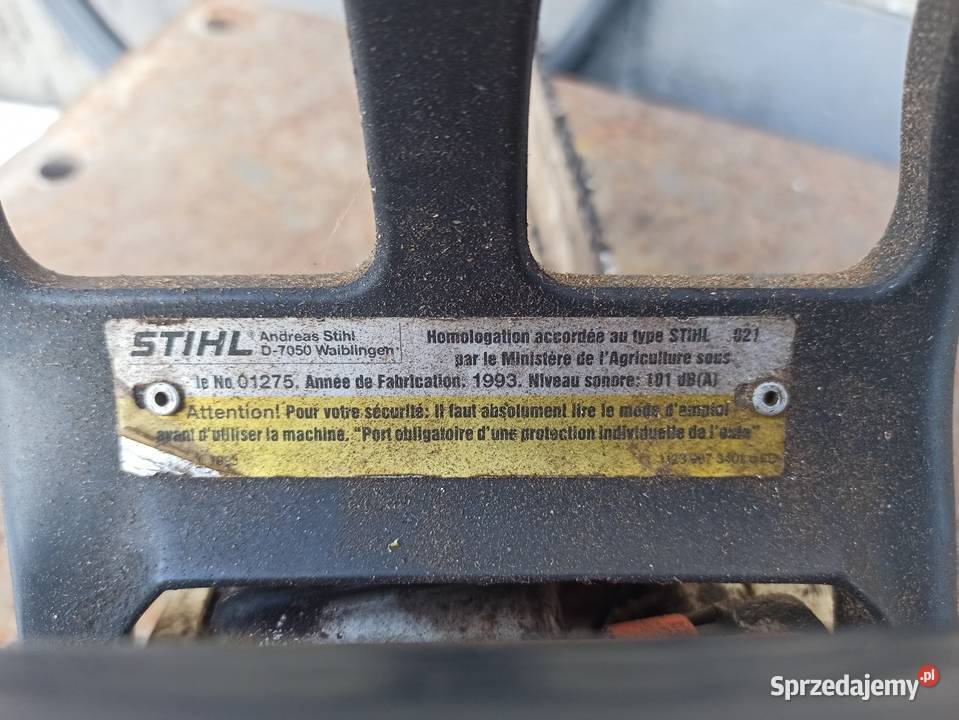 STIHL® Andreas Stihl
D-7050 Waiblingen
Homologation accordée au type STIHL 021
par le Ministère de l'Agriculture sous
le No 01275. Année de Fabrication: 1993. Niveau sonore: 101 dB(A)
Attention! Pour votre sécurité: Il faut absolument lire le mode d'emploi
avant d'utiliser la machine. "Port obligatoire d'une protection individuelle de l'ouïe"
Sprzedajemy.pl